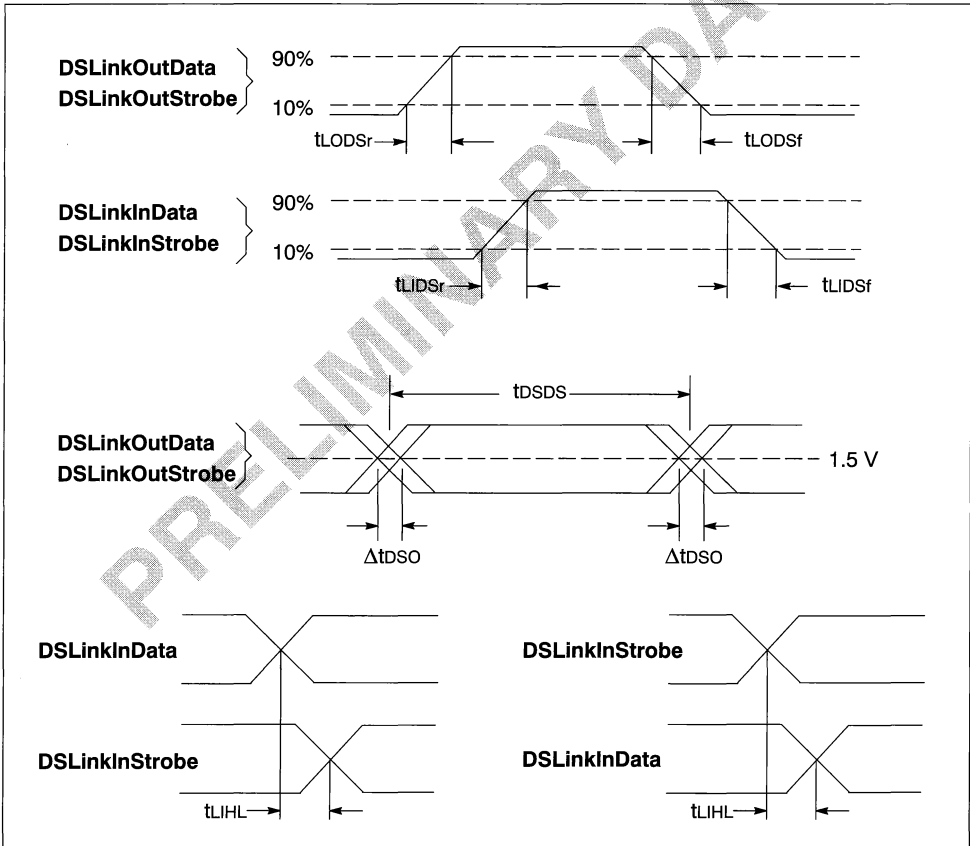 PRELIMINARY DA
DSLinkOutData
DSLinkOutStrobe
90%
10%
tLODSr
tLODSf
DSLinkInData
DSLinkInStrobe
90%
10%
tLIDSr
tLIDSf
tDSDS
DSLinkOutData
DSLinkOutStrobe
1.5 V
ΔtDSO
ΔtDSO
DSLinkInData
DSLinkInStrobe
DSLinkInStrobe
DSLinkInData
tLIHL
tLIHL